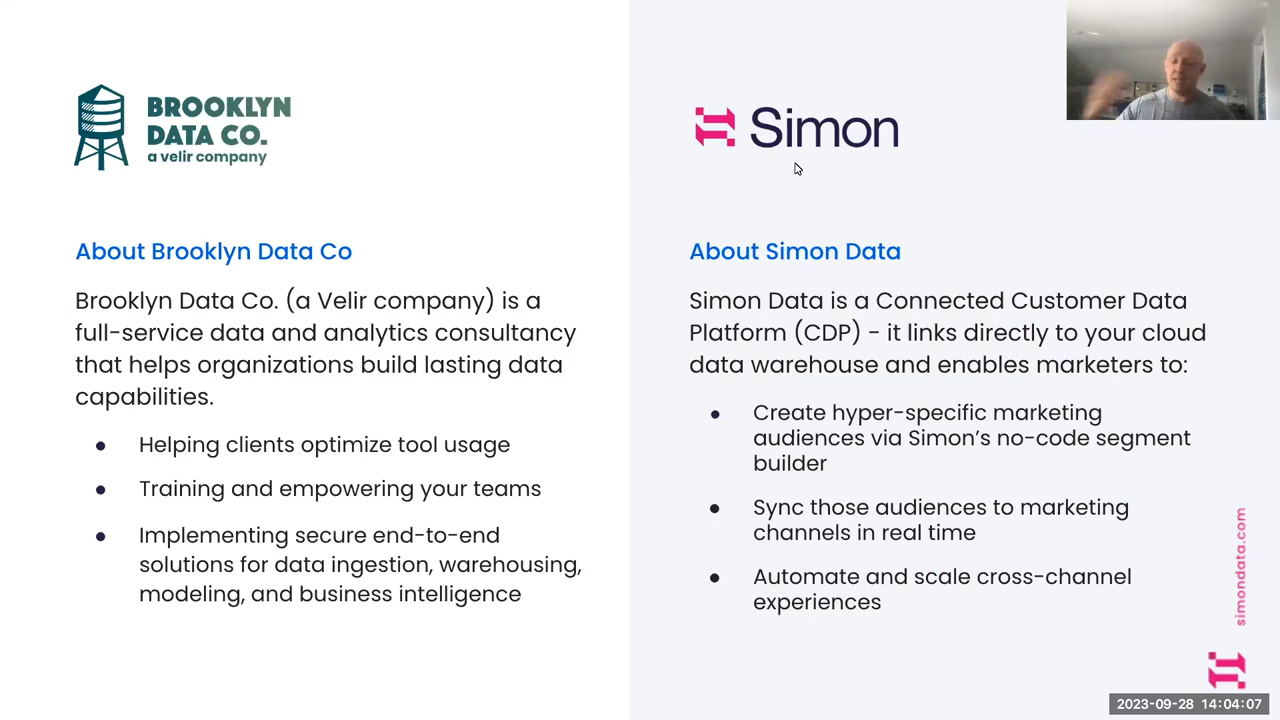 BROOKLYN
DATA CO.
a velir company
About Brooklyn Data Co
Brooklyn Data Co. (a Velir company) is a
full-service data and analytics consultancy
that helps organizations build lasting data
capabilities.
● Helping clients optimize tool usage
● Training and empowering your teams
● Implementing secure end-to-end
solutions for data ingestion, warehousing,
modeling, and business intelligence
Simon
About Simon Data
Simon Data is a Connected Customer Data
Platform (CDP) - it links directly to your cloud
data warehouse and enables marketers to:
● Create hyper-specific marketing
audiences via Simon’s no-code segment
builder
● Sync those audiences to marketing
channels in real time
● Automate and scale cross-channel
experiences
simondata.com
2023-09-28 14:04:07